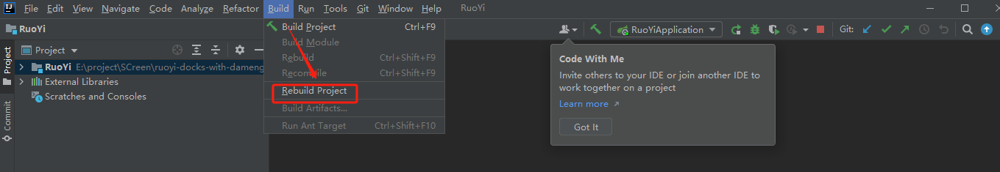 File Edit View Navigate Code Analyze Refactor Build Run Tools Git Window Help RuoYi
RuoYi
Build Project Ctrl+F9
RuoYiApplication
Git:
Build Module
Project
Rebuild Ctrl+Shift+F9
RuoYi E:\project\SCreen\ruoyi-docks-with-dameng
Recompile Ctrl+Shift+F9
External Libraries
Rebuild Project
Scratches and Consoles
Build Artifacts...
Run Ant Target Ctrl+Shift+F10
Code With Me
Invite others to your IDE or join another IDE to
work together on a project
Learn more
Got It
Project
Commit